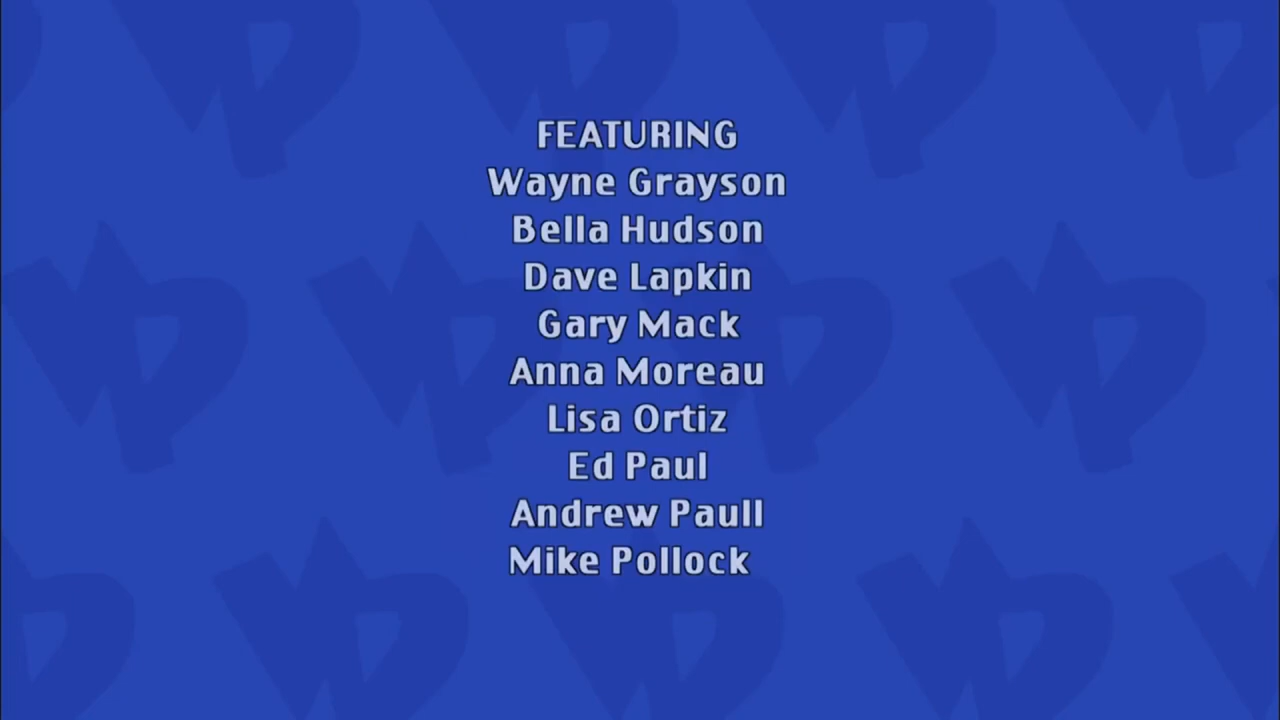 FEATURING
Wayne Grayson
Bella Hudson
Dave Lapkin
Gary Mack
Anna Moreau
Lisa Ortiz
Ed Paul
Andrew Paull
Mike Pollock